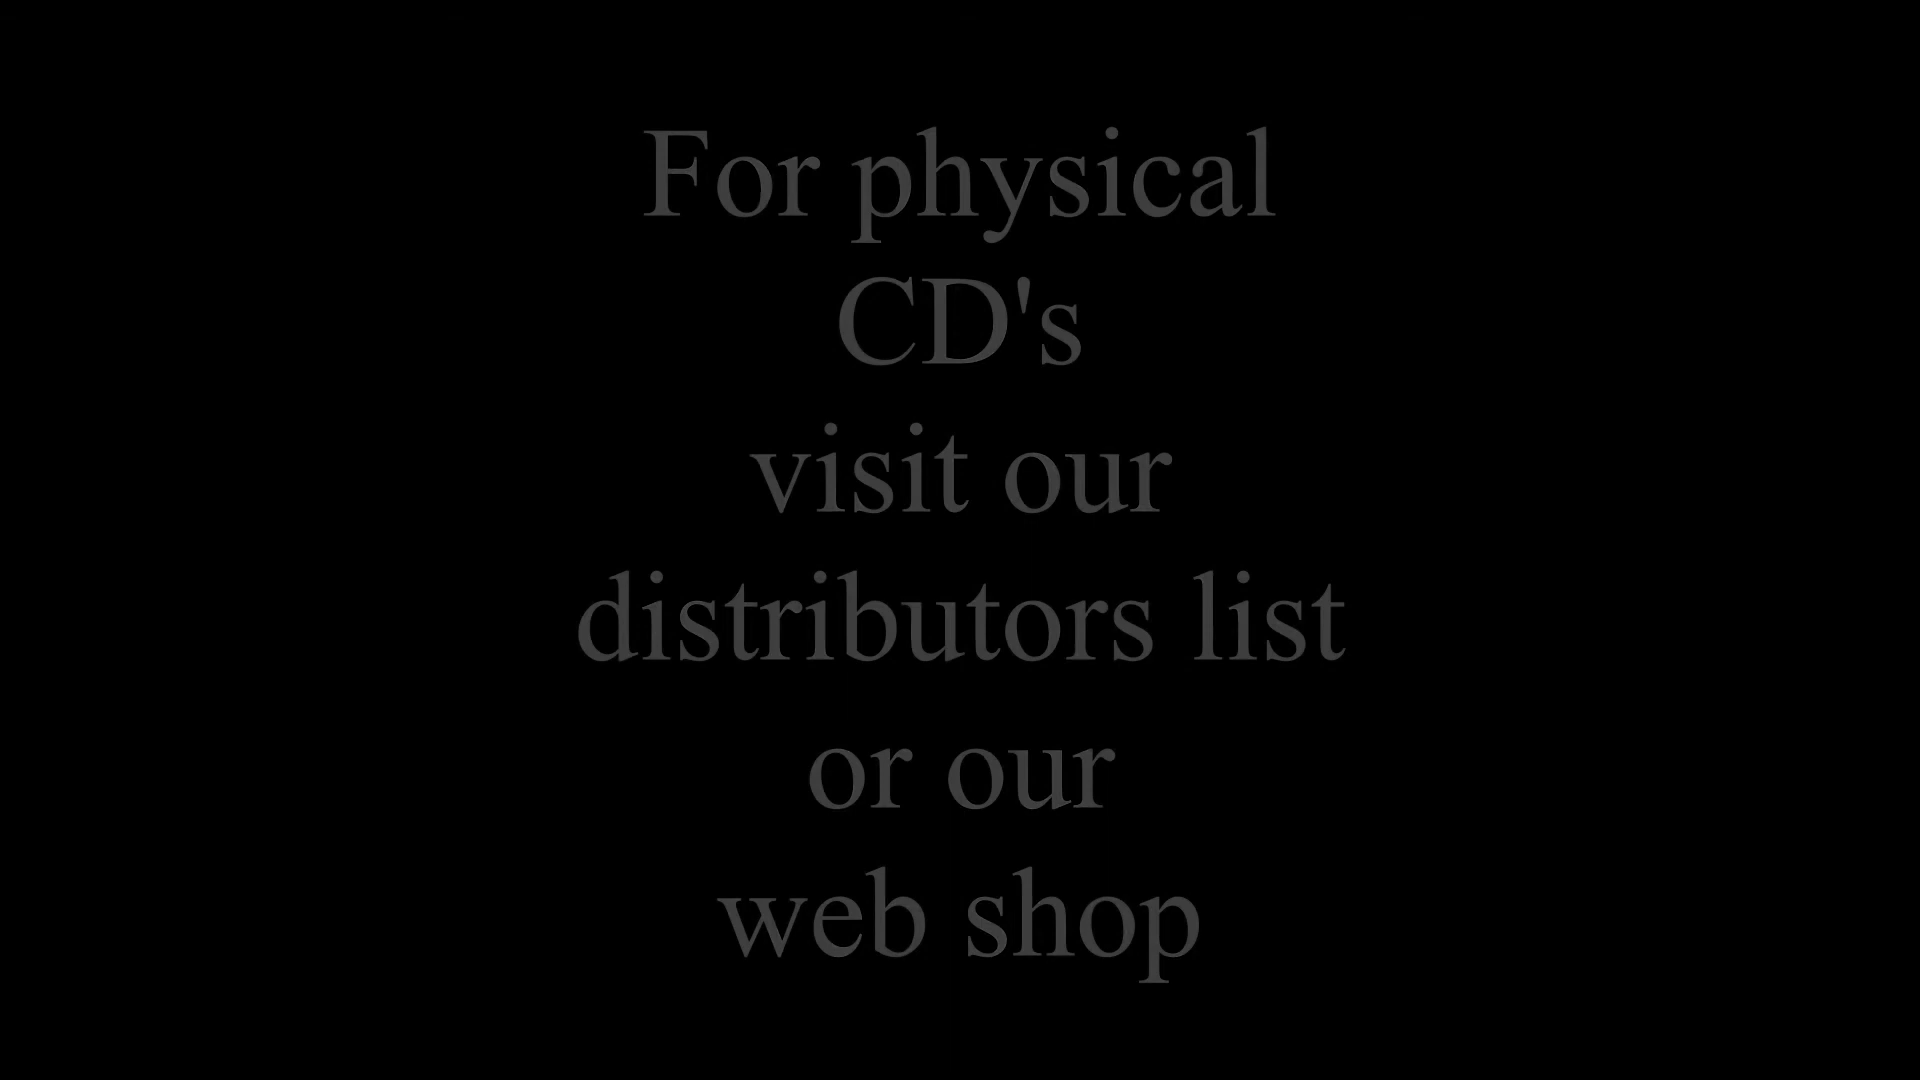 For physical
CD's
visit our
distributors list
or our
web shop